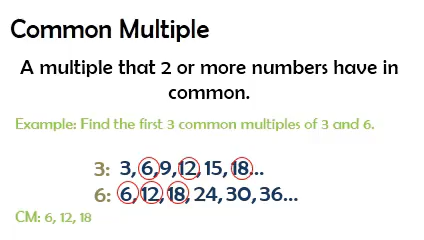 Common Multiple
A multiple that 2 or more numbers have in
common.
Example: Find the first 3 common multiples of 3 and 6.
3: 3, 6,9, 12, 15, 18...
6: 6, 12, 18, 24, 30, 36...
CM: 6, 12, 18